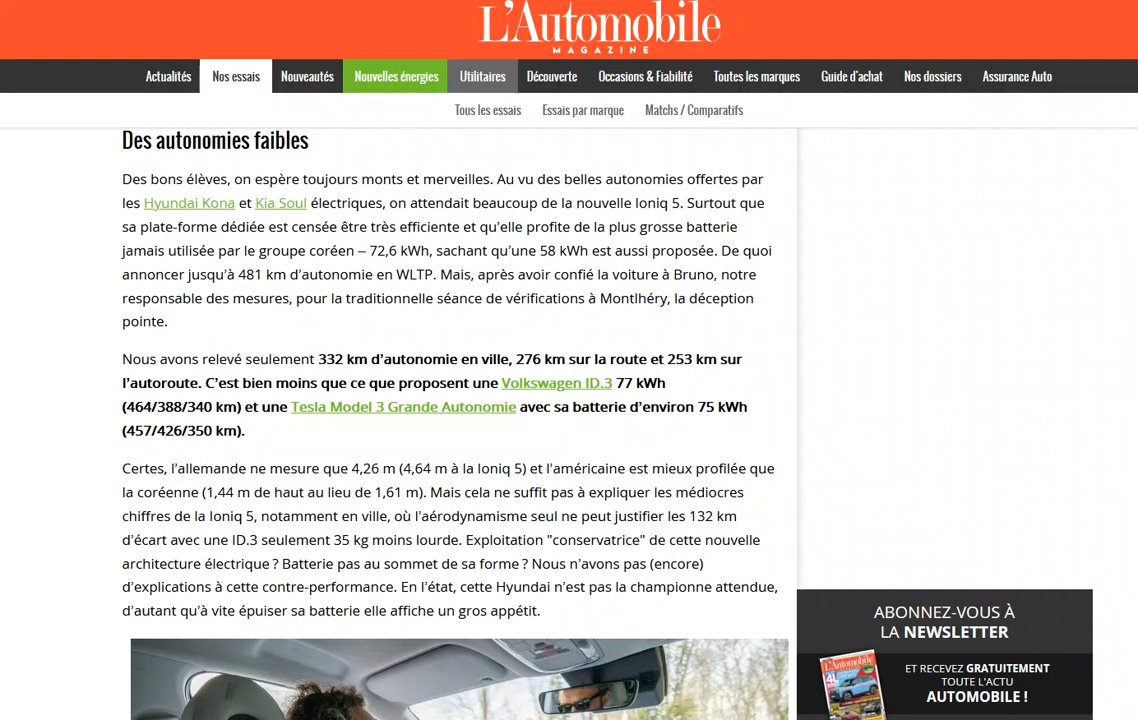 L'Automobile
MAGAZINE
Actualités Nos essais Nouveautés Nouvelles énergies Utilitaires Découverte Occasions & Fiabilité Toutes les marques Guide d'achat Nos dossiers Assurance Auto
Tous les essais Essais par marque Matchs / Comparatifs
Des autonomies faibles
Des bons élèves, on espère toujours monts et merveilles. Au vu des belles autonomies offertes par
les Hyundai Kona et Kia Soul électriques, on attendait beaucoup de la nouvelle Ioniq 5. Surtout que
sa plate-forme dédiée est censée être très efficiente et qu'elle profite de la plus grosse batterie
jamais utilisée par le groupe coréen – 72,6 kWh, sachant qu'une 58 kWh est aussi proposée. De quoi
annoncer jusqu'à 481 km d'autonomie en WLTP. Mais, après avoir confié la voiture à Bruno, notre
responsable des mesures, pour la traditionnelle séance de vérifications à Montlhéry, la déception
pointe.
Nous avons relevé seulement 332 km d'autonomie en ville, 276 km sur la route et 253 km sur
l'autoroute. C'est bien moins que ce que proposent une Volkswagen ID.3 77 kWh
(464/388/340 km) et une Tesla Model 3 Grande Autonomie avec sa batterie d'environ 75 kWh
(457/426/350 km).
Certes, l'allemande ne mesure que 4,26 m (4,64 m à la Ioniq 5) et l'américaine est mieux profilée que
la coréenne (1,44 m de haut au lieu de 1,61 m). Mais cela ne suffit pas à expliquer les médiocres
chiffres de la Ioniq 5, notamment en ville, où l'aérodynamisme seul ne peut justifier les 132 km
d'écart avec une ID.3 seulement 35 kg moins lourde. Exploitation "conservatrice" de cette nouvelle
architecture électrique ? Batterie pas au sommet de sa forme ? Nous n'avons pas (encore)
d'explications à cette contre-performance. En l'état, cette Hyundai n'est pas la championne attendue,
d'autant qu'à vite épuiser sa batterie elle affiche un gros appétit.
ABONNEZ-VOUS À
LA NEWSLETTER
ET RECEVEZ GRATUITEMENT
TOUTE L'ACTU
AUTOMOBILE !
L'Automobile